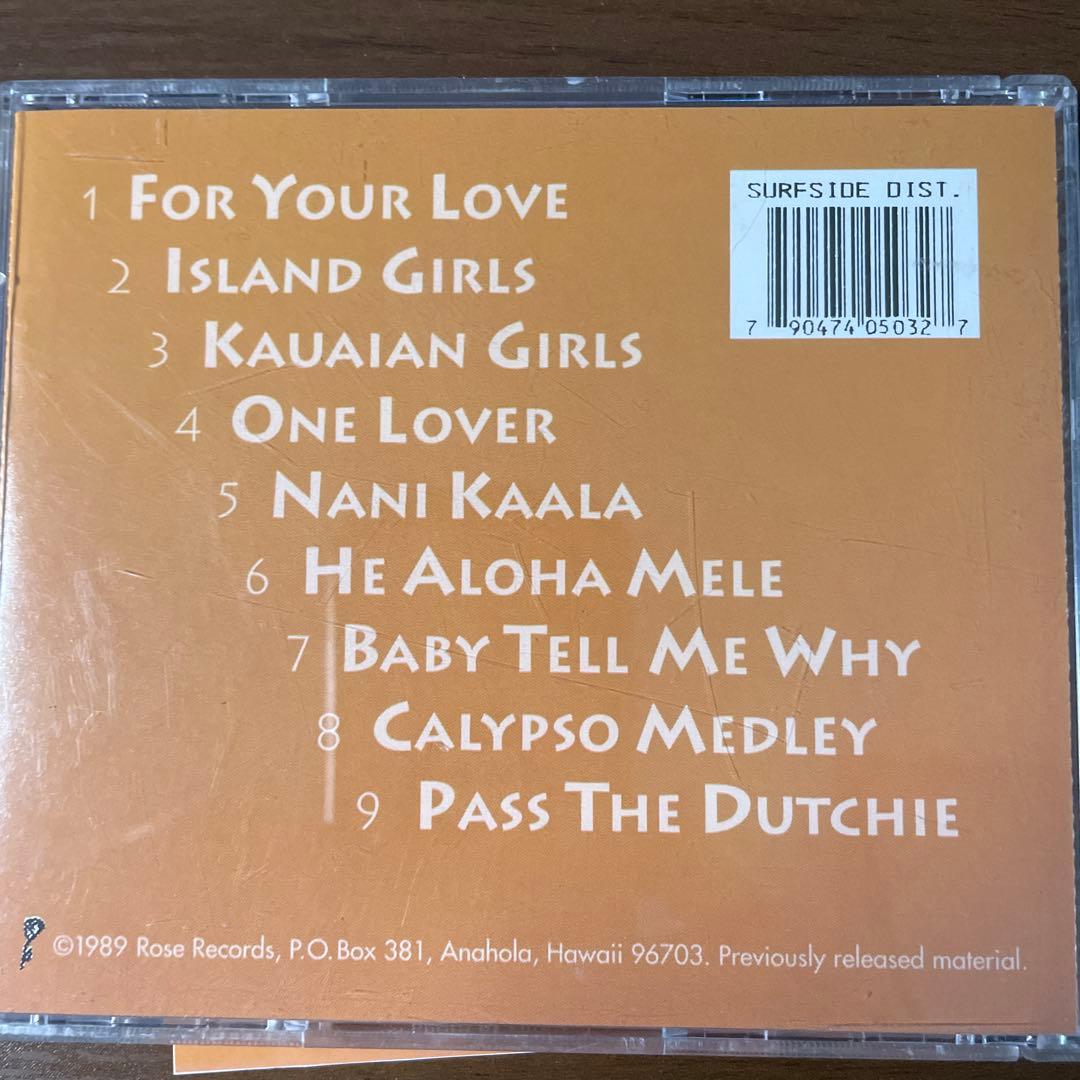 1 FOR YOUR LOVE
2 ISLAND GIRLS
3 KAUAIAN GIRLS
4 ONE LOVER
5 NANI KAALA
6 HE ALOHA MELE
7 BABY TELL ME WHY
8 CALYPSO MEDLEY
9 PASS THE DUTCHIE
SURFSIDE DIST.
7 90474 05032 7
©1989 Rose Records, P.O. Box 381, Anahola, Hawaii 96703. Previously released material.